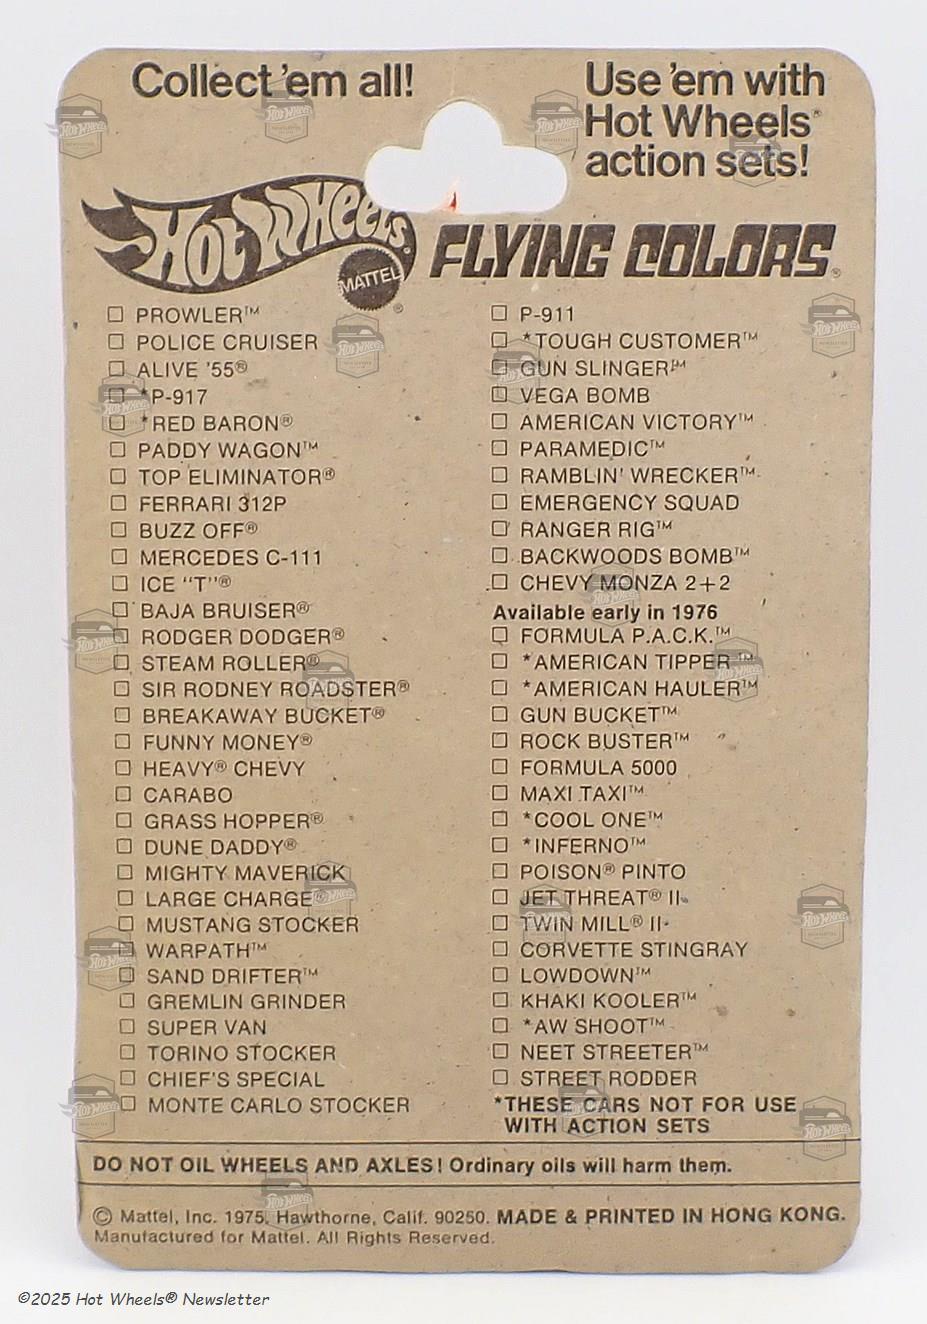 Collect 'em all!
Use 'em with
Hot Wheels®
action sets!
Hot Wheels®
MATTEL®
FLYING COLORS®
☐ PROWLER™
☐ POLICE CRUISER
☐ ALIVE '55®
☐ *P-917
☐ *RED BARON®
☐ PADDY WAGON™
☐ TOP ELIMINATOR®
☐ FERRARI 312P
☐ BUZZ OFF®
☐ MERCEDES C-111
☐ ICE "T"®
☐ BAJA BRUISER®
☐ RODGER DODGER®
☐ STEAM ROLLER®
☐ SIR RODNEY ROADSTER®
☐ BREAKAWAY BUCKET®
☐ FUNNY MONEY®
☐ HEAVY® CHEVY
☐ CARABO
☐ GRASS HOPPER®
☐ DUNE DADDY®
☐ MIGHTY MAVERICK
☐ LARGE CHARGE®
☐ MUSTANG STOCKER
☐ WARPATH™
☐ SAND DRIFTER™
☐ GREMLIN GRINDER
☐ SUPER VAN
☐ TORINO STOCKER
☐ CHIEF'S SPECIAL
☐ MONTE CARLO STOCKER
☐ P-911
☐ *TOUGH CUSTOMER™
☐ GUN SLINGER™
☐ VEGA BOMB
☐ AMERICAN VICTORY™
☐ PARAMEDIC™
☐ RAMBLIN' WRECKER™
☐ EMERGENCY SQUAD
☐ RANGER RIG™
☐ BACKWOODS BOMB™
☐ CHEVY MONZA 2+2
Available early in 1976
☐ FORMULA P.A.C.K.™
☐ *AMERICAN TIPPER™
☐ *AMERICAN HAULER™
☐ GUN BUCKET™
☐ ROCK BUSTER™
☐ FORMULA 5000
☐ MAXI TAXI™
☐ *COOL ONE™
☐ *INFERNO™
☐ POISON® PINTO
☐ JET THREAT® II
☐ TWIN MILL® II
☐ CORVETTE STINGRAY
☐ LOWDOWN™
☐ KHAKI KOOLER™
☐ *AW SHOOT™
☐ NEET STREETER™
☐ STREET RODDER
*THESE CARS NOT FOR USE
WITH ACTION SETS
DO NOT OIL WHEELS AND AXLES! Ordinary oils will harm them.
© Mattel, Inc. 1975, Hawthorne, Calif. 90250. MADE & PRINTED IN HONG KONG.
Manufactured for Mattel. All Rights Reserved.
©2025 Hot Wheels® Newsletter